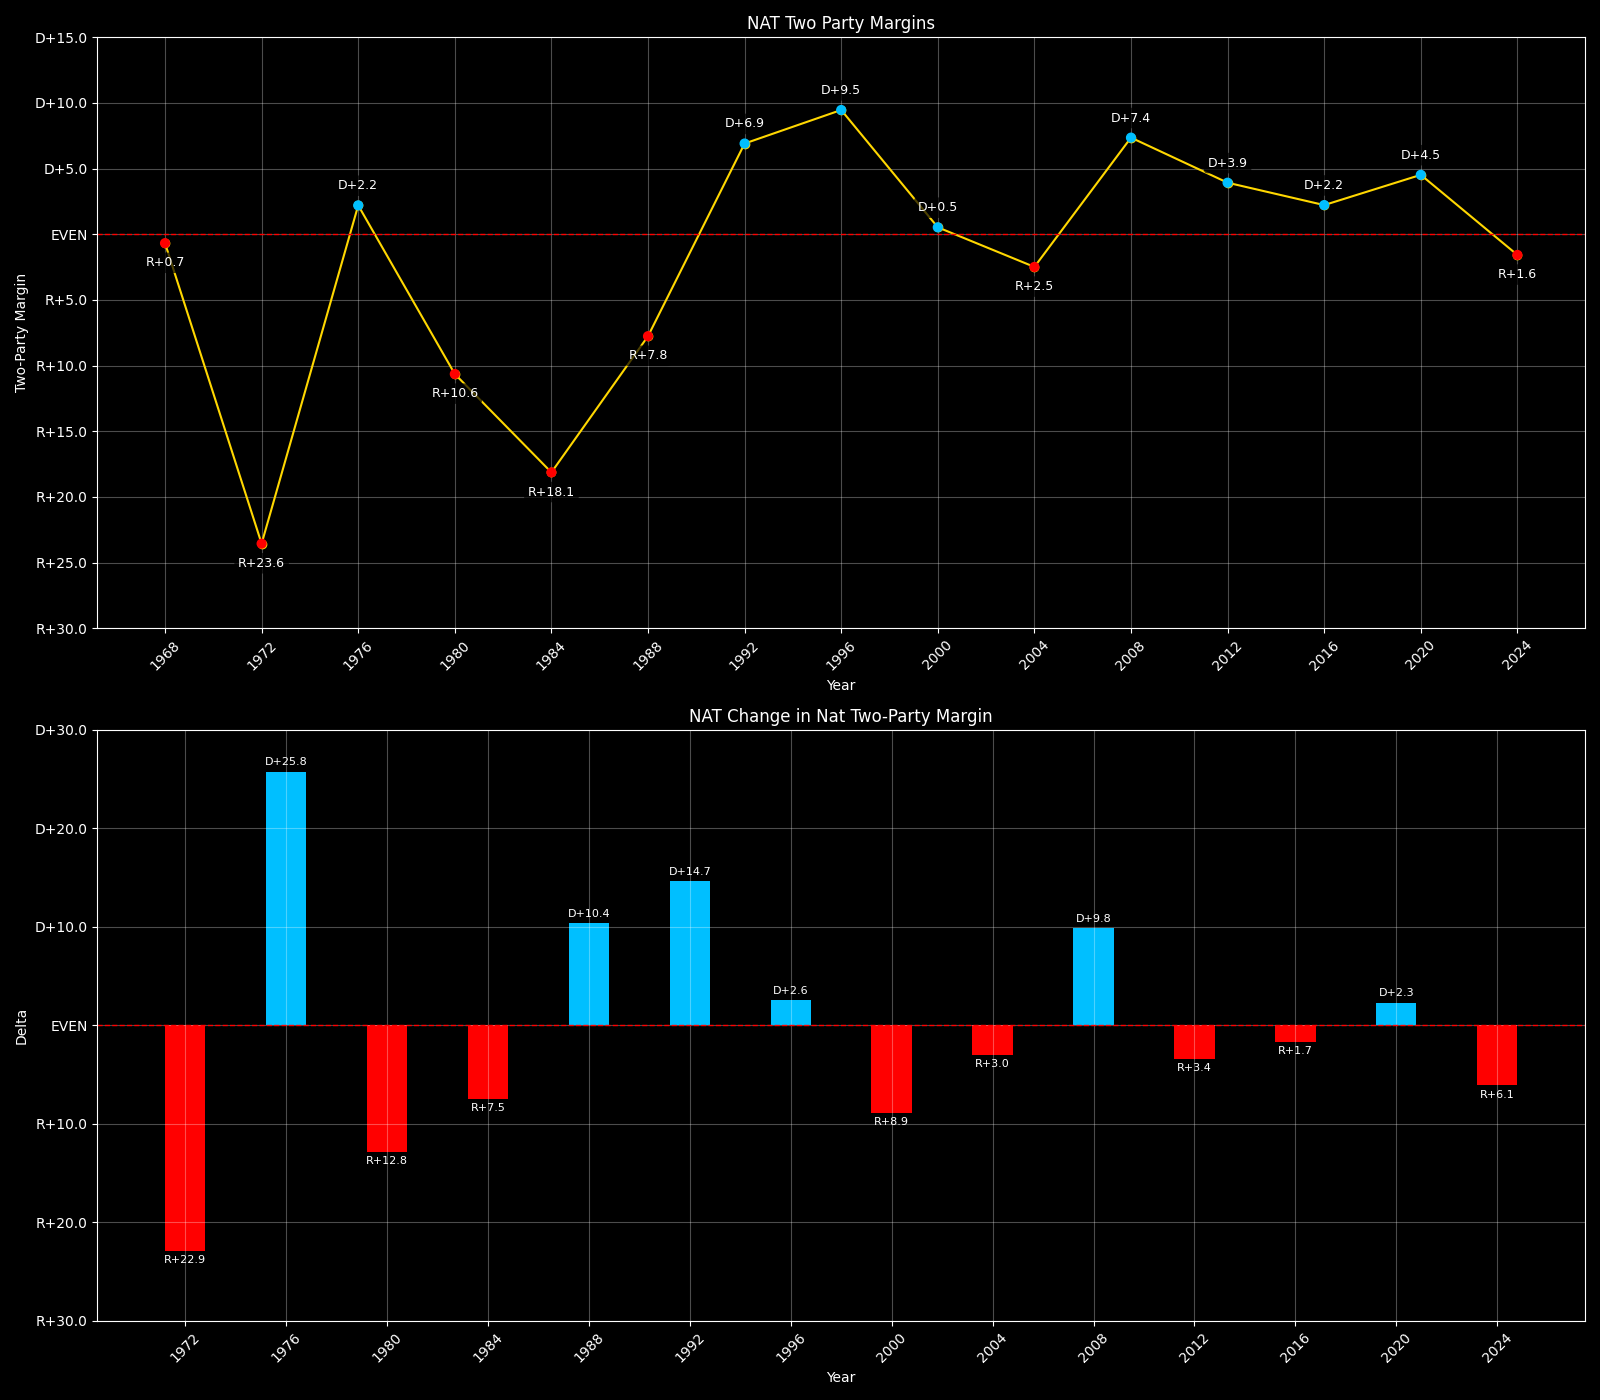 NAT Two Party Margins
D+15.0
D+10.0
D+5.0
EVEN
R+5.0
R+10.0
R+15.0
R+20.0
R+25.0
R+30.0
Two-Party Margin
R+0.7
R+23.6
D+2.2
R+10.6
R+18.1
R+7.8
D+6.9
D+9.5
D+0.5
R+2.5
D+7.4
D+3.9
D+2.2
D+4.5
R+1.6
1968
1972
1976
1980
1984
1988
1992
1996
2000
2004
2008
2012
2016
2020
2024
Year
NAT Change in Nat Two-Party Margin
D+30.0
D+20.0
D+10.0
EVEN
R+10.0
R+20.0
R+30.0
Delta
R+22.9
D+25.8
R+12.8
R+7.5
D+10.4
D+14.7
D+2.6
R+8.9
R+3.0
D+9.8
R+3.4
R+1.7
D+2.3
R+6.1
1972
1976
1980
1984
1988
1992
1996
2000
2004
2008
2012
2016
2020
2024
Year